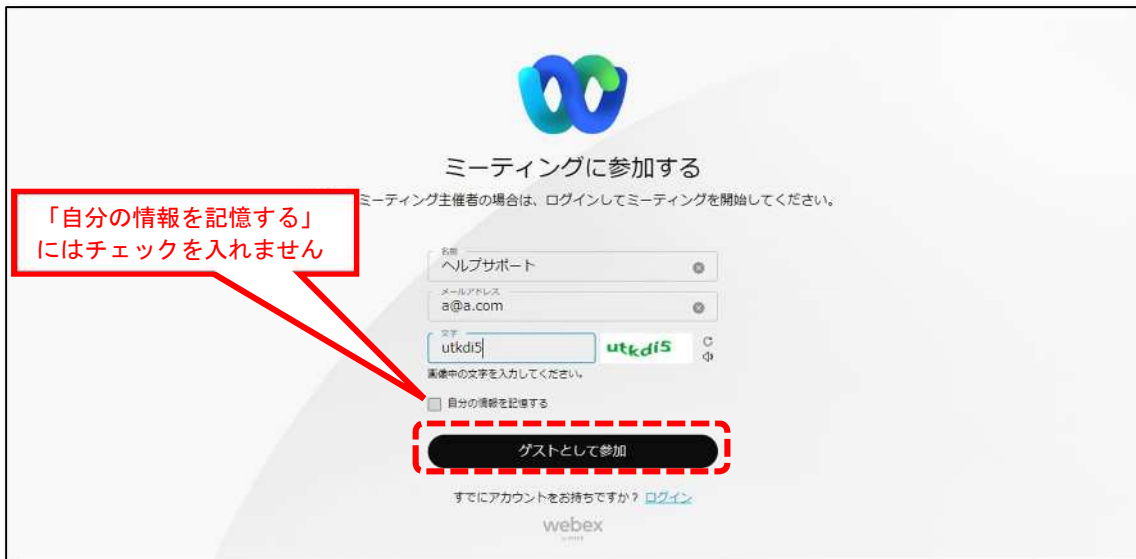 ミーティングに参加する
ミーティング主催者の場合は、ログインしてミーティングを開始してください。
「自分の情報を記憶する」
にはチェックを入れません
名前
ヘルプサポート
メールアドレス
a@a.com
文字
utkdi5
utkdi5
画像中の文字を入力してください。
自分の情報を記憶する
ゲストとして参加
すでにアカウントをお持ちですか? ログイン
webex